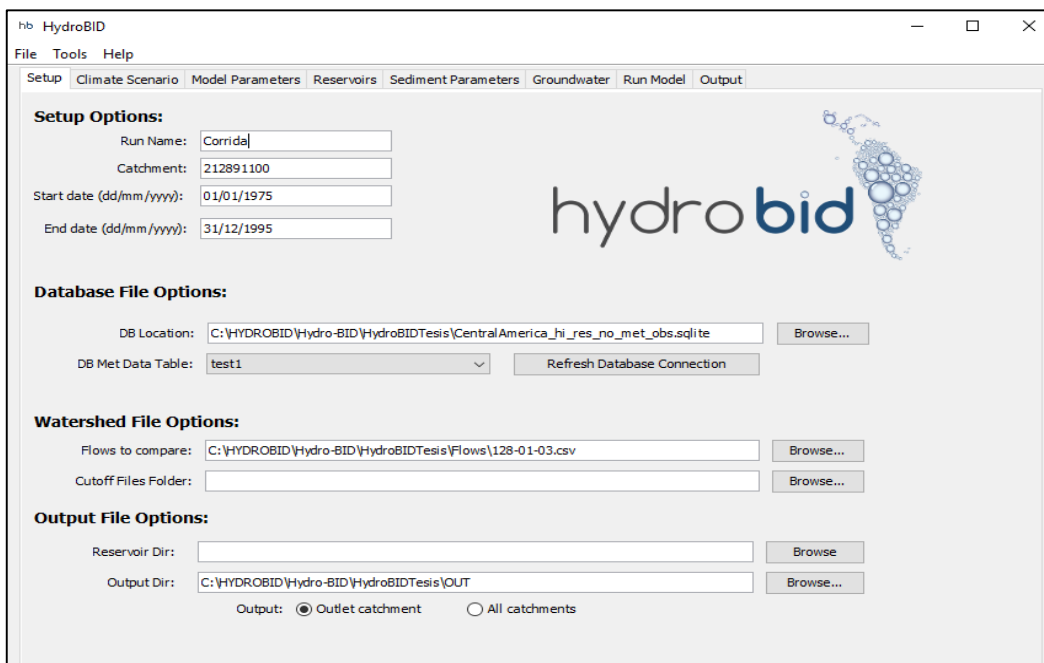 hb HydroBID
File Tools Help
Setup Climate Scenario Model Parameters Reservoirs Sediment Parameters Groundwater Run Model Output
Setup Options:
Run Name: Corrida
Catchment: 212891100
Start date (dd/mm/yyyy): 01/01/1975
End date (dd/mm/yyyy): 31/12/1995
hydrobid
Database File Options:
DB Location: C:\HYDROBID\Hydro-BID\HydroBIDTesis\CentralAmerica_hi_res_no_met_obs.sqlite Browse...
DB Met Data Table: test1 Refresh Database Connection
Watershed File Options:
Flows to compare: C:\HYDROBID\Hydro-BID\HydroBIDTesis\Flows\128-01-03.csv Browse...
Cutoff Files Folder: Browse...
Output File Options:
Reservoir Dir: Browse
Output Dir: C:\HYDROBID\Hydro-BID\HydroBIDTesis\OUT Browse...
Output: Outlet catchment All catchments